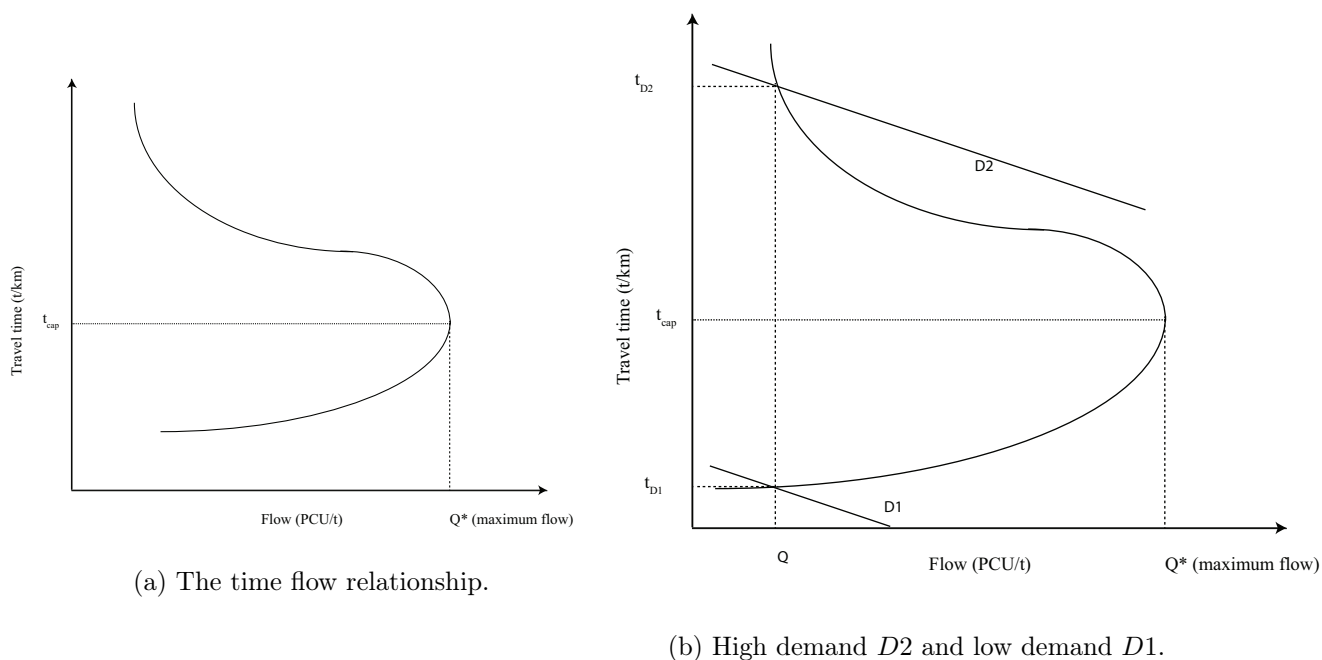 Travel time (t/km)
t_cap
Flow (PCU/t)
Q* (maximum flow)
(a) The time flow relationship.
t_D2
D2
Travel time (t/km)
t_cap
t_D1
D1
Q
Flow (PCU/t)
Q* (maximum flow)
(b) High demand D2 and low demand D1.